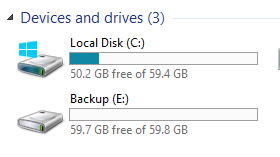 Devices and drives (3)
Local Disk (C:)
50.2 GB free of 59.4 GB
Backup (E:)
59.7 GB free of 59.8 GB